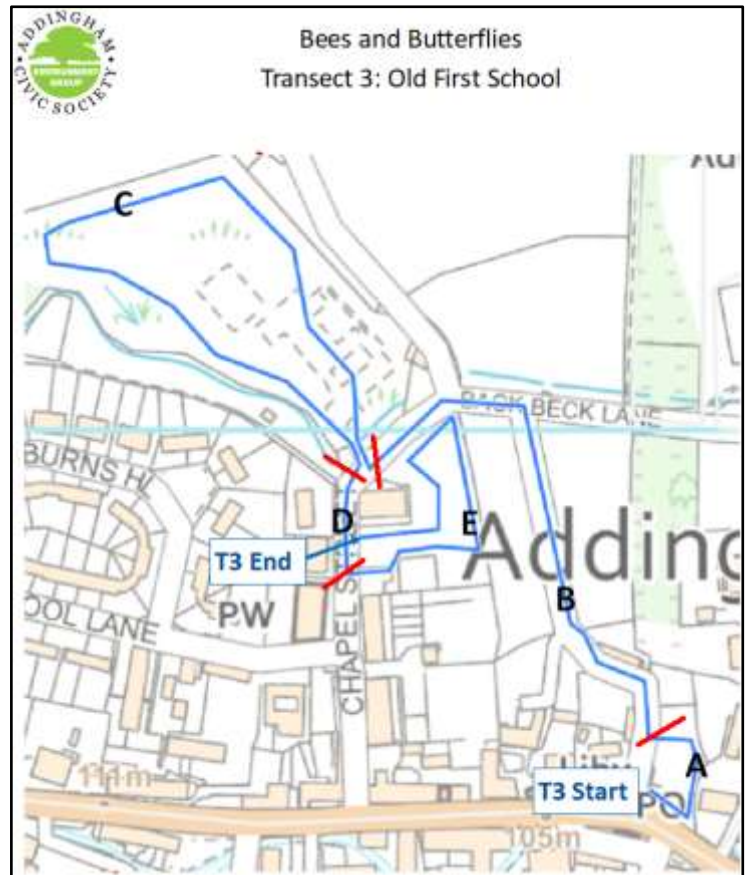 ADDINGHAM
ENVIRONMENT
GROUP
CIVIC SOCIETY
Bees and Butterflies
Transect 3: Old First School
C
BACK BECK LANE
BURNS H
D
E
Adding
T3 End
B
PW
OOL LANE
CHAPEL S
A
111m
T3 Start
PO
105m